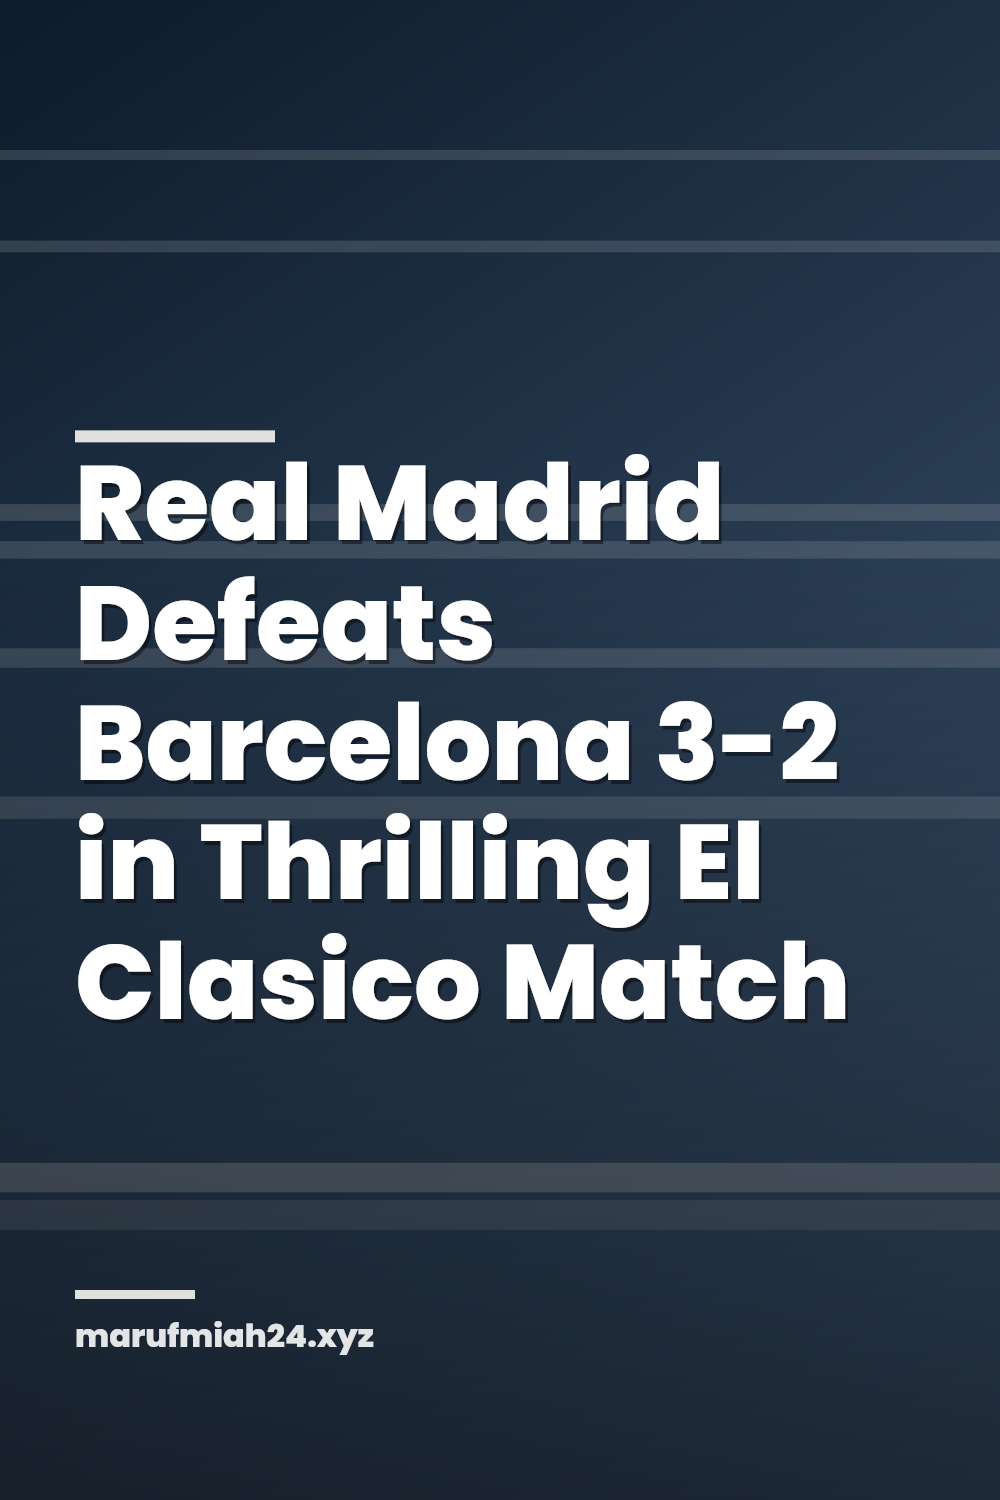 Real Madrid
Defeats
Barcelona 3–2
in Thrilling El
Clasico Match
marufmiah24.xyz